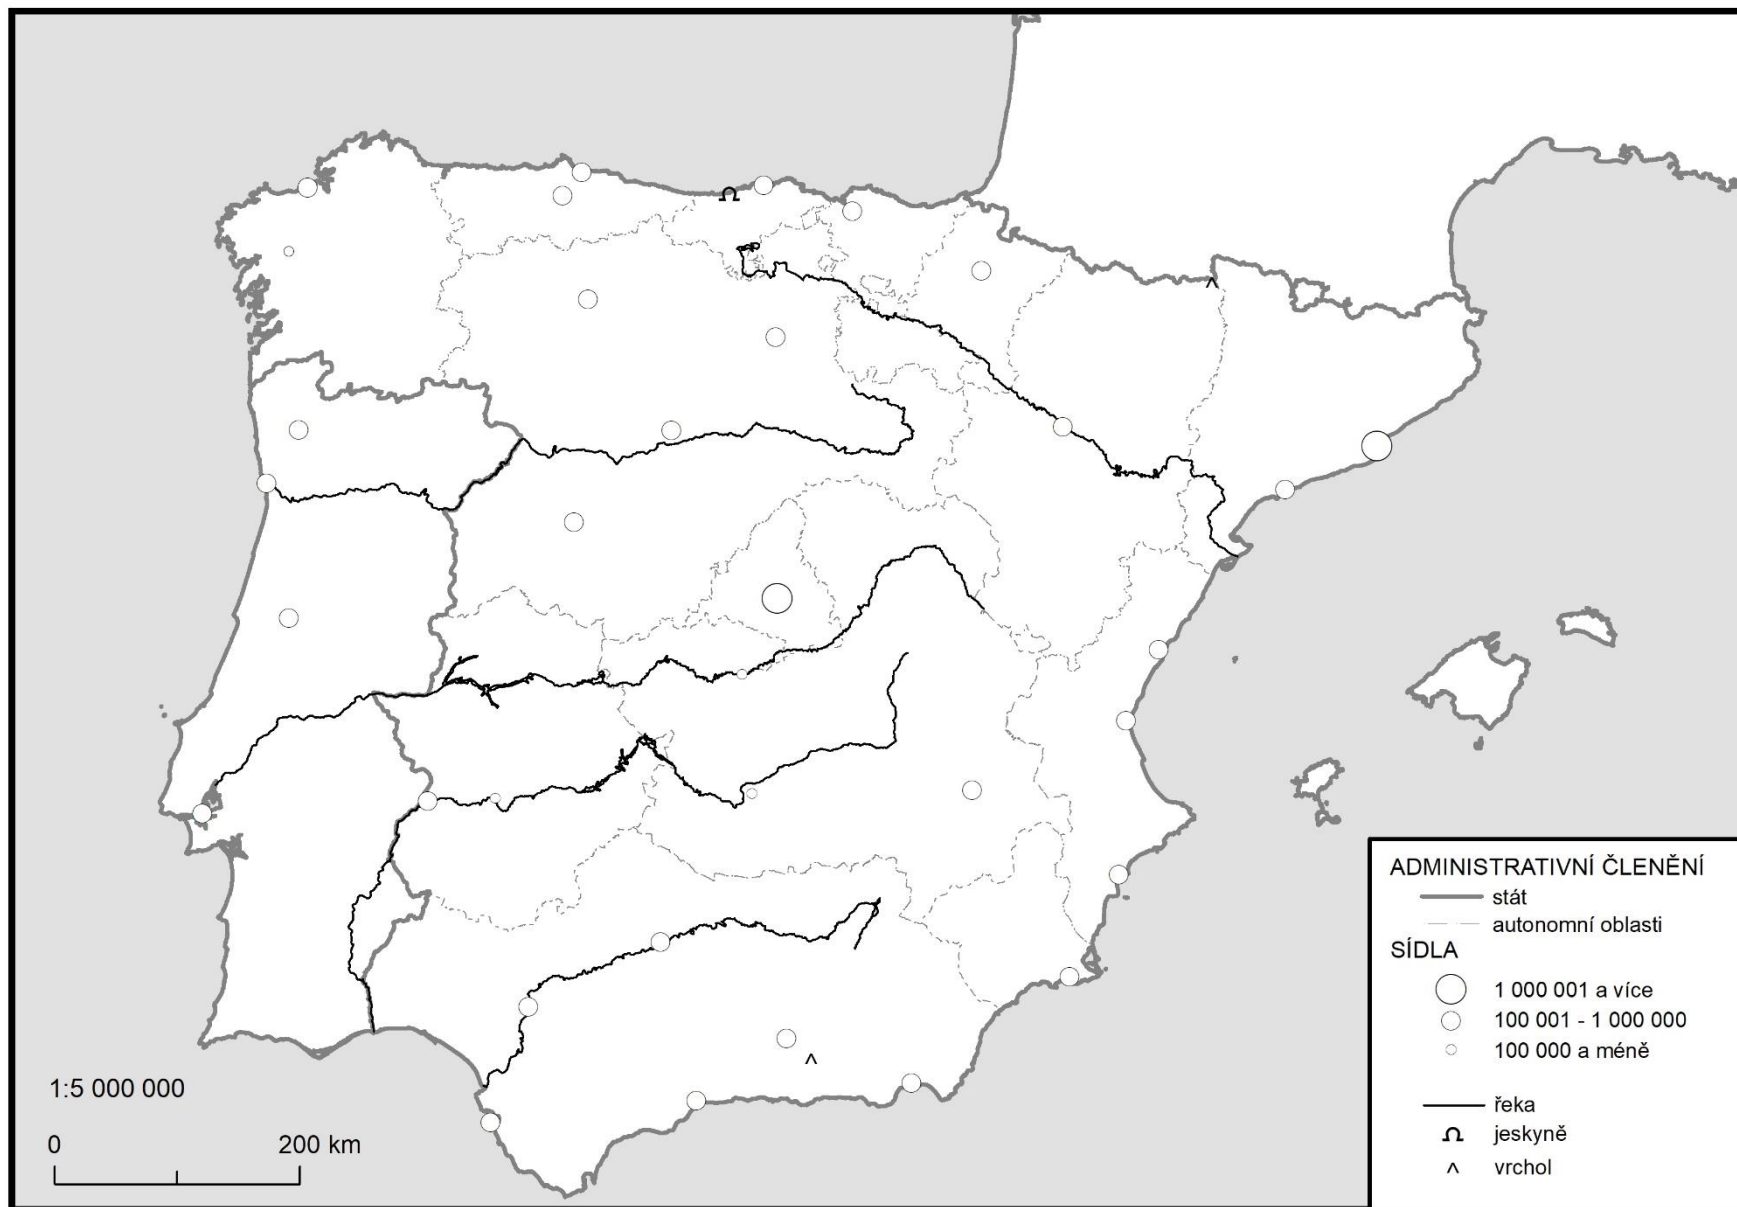 ADMINISTRATIVNÍ ČLENĚNÍ
stát
autonomní oblasti
SÍDLA
1 000 001 a více
100 001 - 1 000 000
100 000 a méně
řeka
jeskyně
vrchol
1:5 000 000
0 200 km